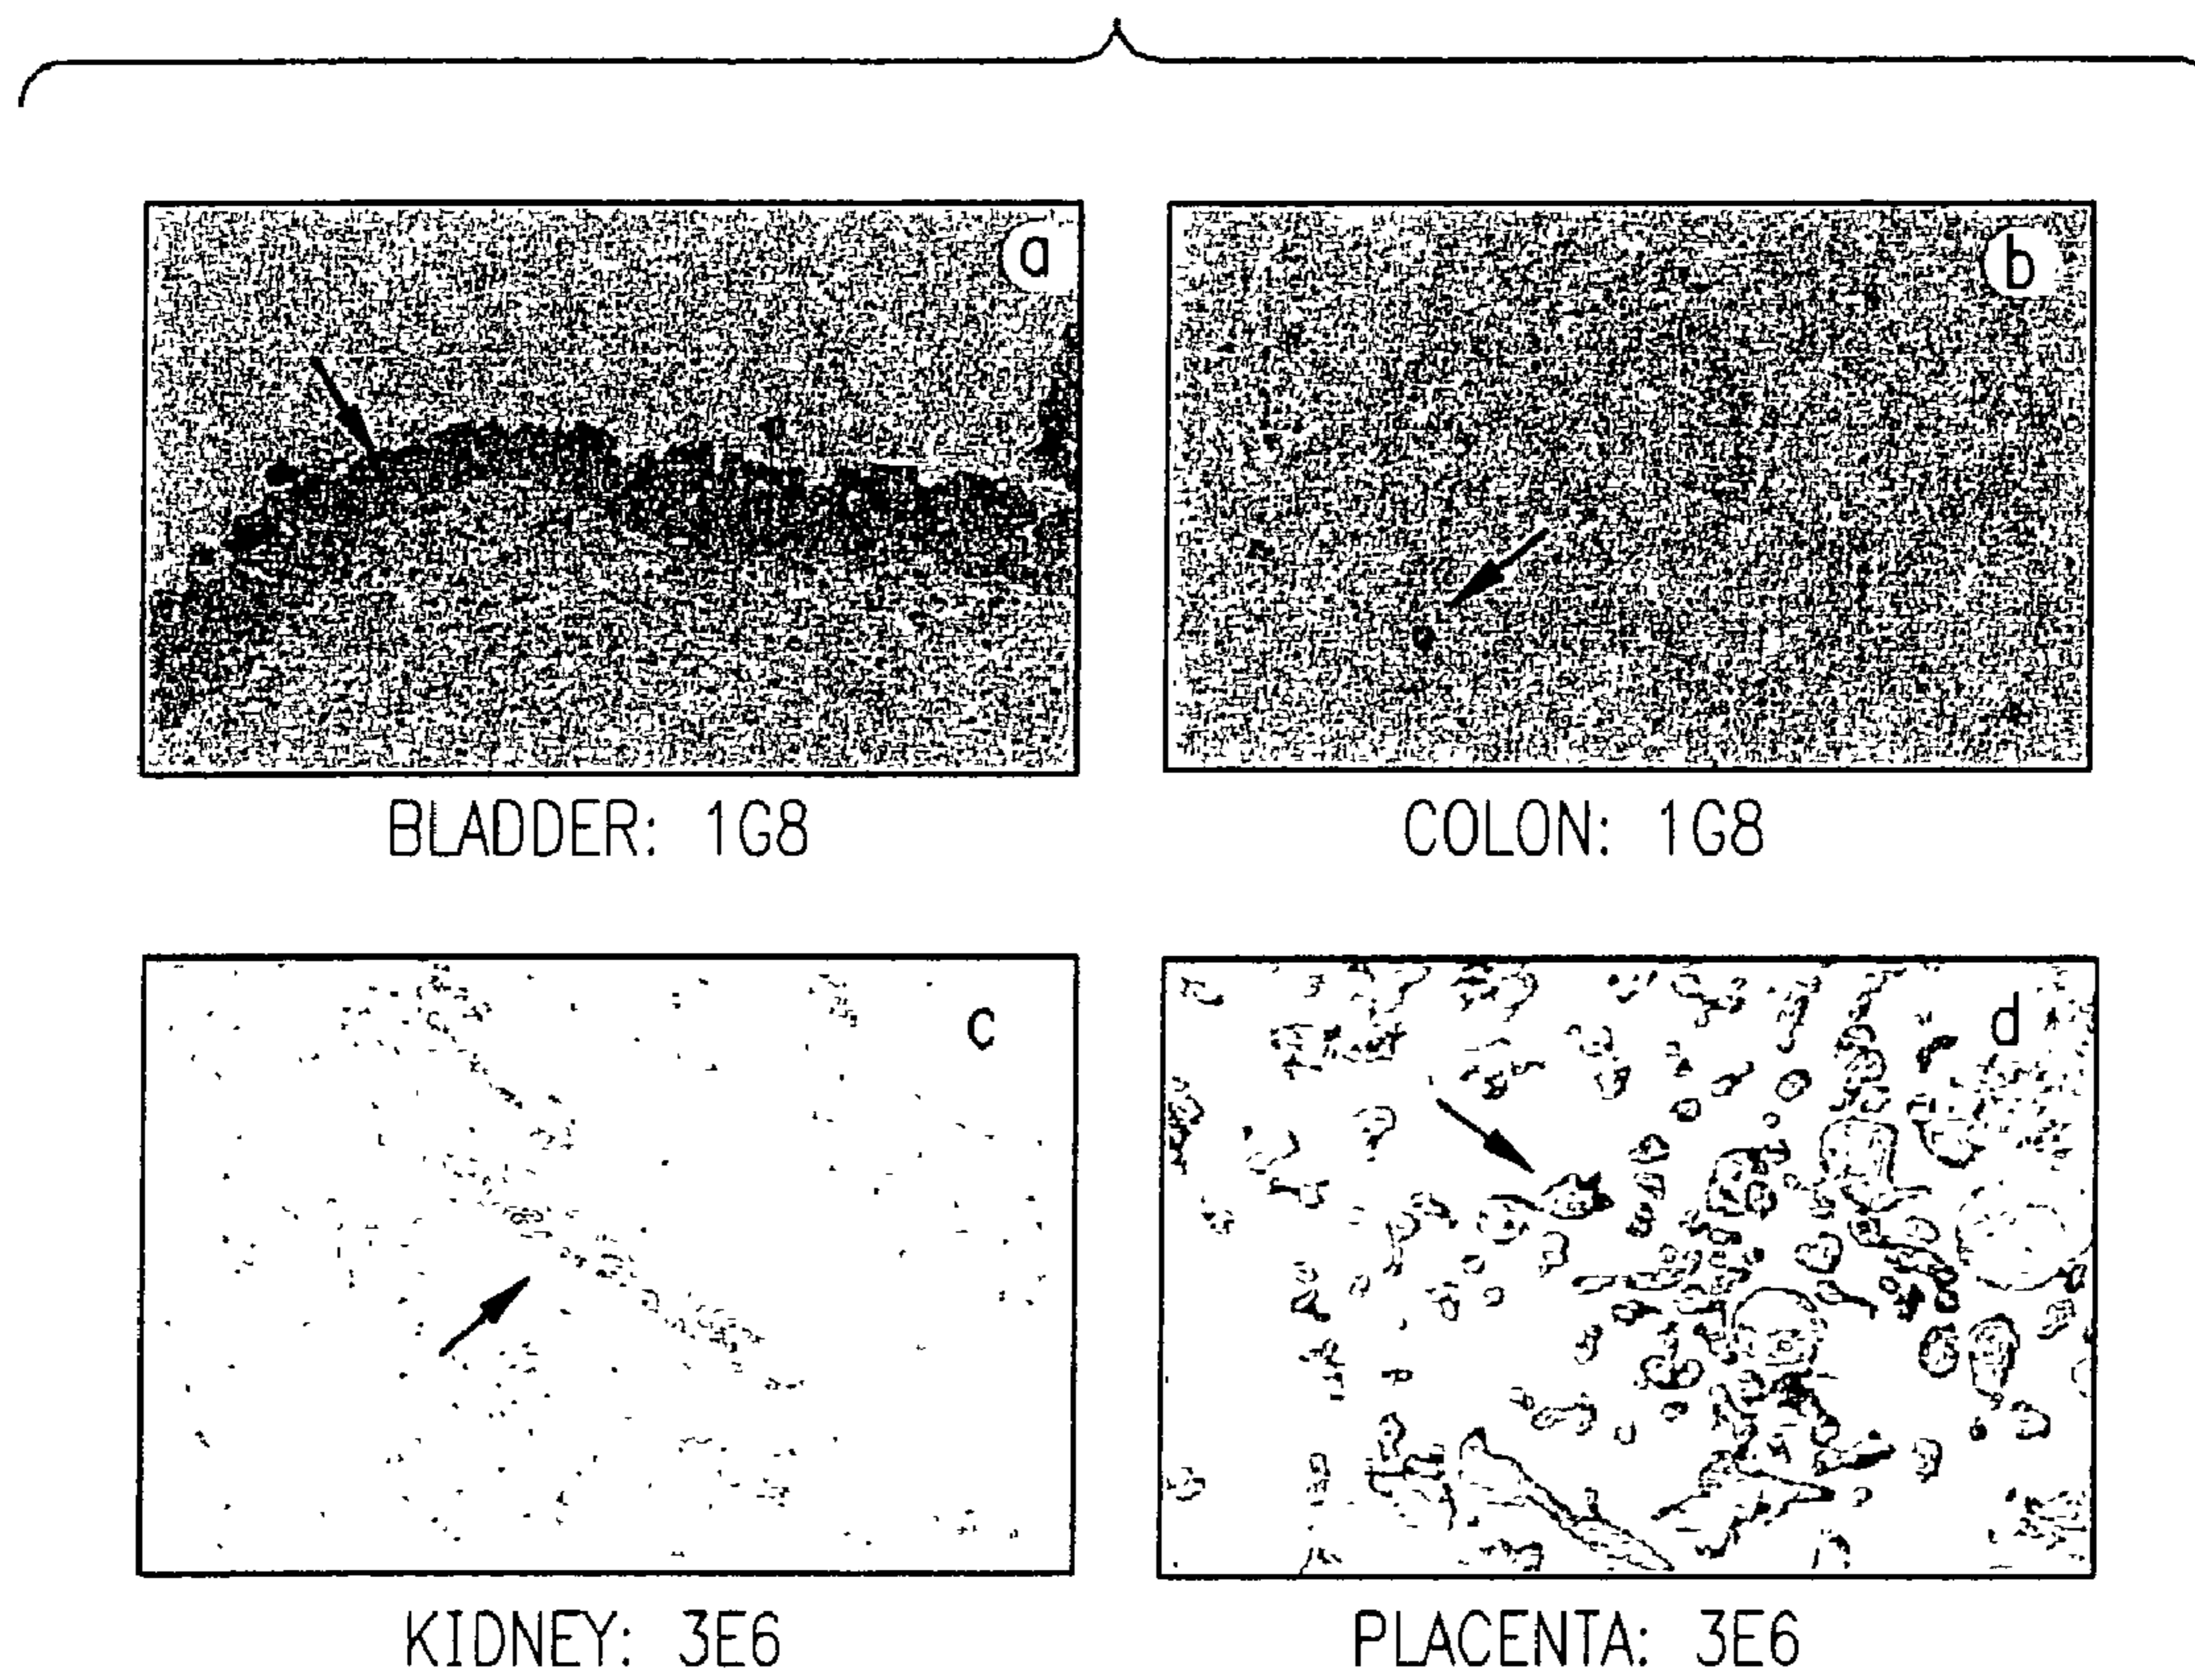 a
b
BLADDER: 1G8
COLON: 1G8
c
d
KIDNEY: 3E6
PLACENTA: 3E6